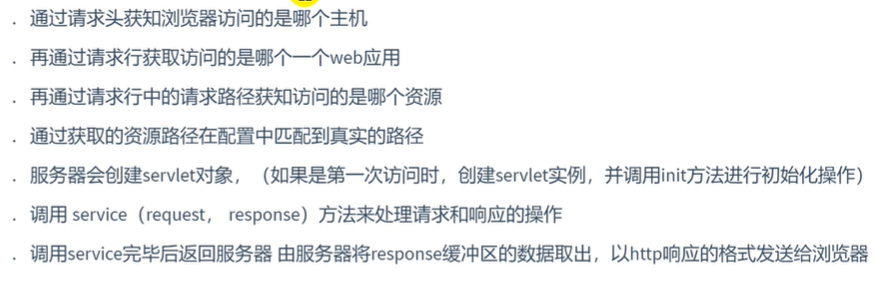 . 通过请求头获知浏览器访问的是哪个主机
. 再通过请求行获取访问的是哪个一个web应用
. 再通过请求行中的请求路径获知访问的是哪个资源
. 通过获取的资源路径在配置中匹配到真实的路径
. 服务器会创建servlet对象，（如果是第一次访问时，创建servlet实例，并调用init方法进行初始化操作）
. 调用 service（request， response）方法来处理请求和响应的操作
. 调用service完毕后返回服务器 由服务器将response缓冲区的数据取出，以http响应的格式发送给浏览器